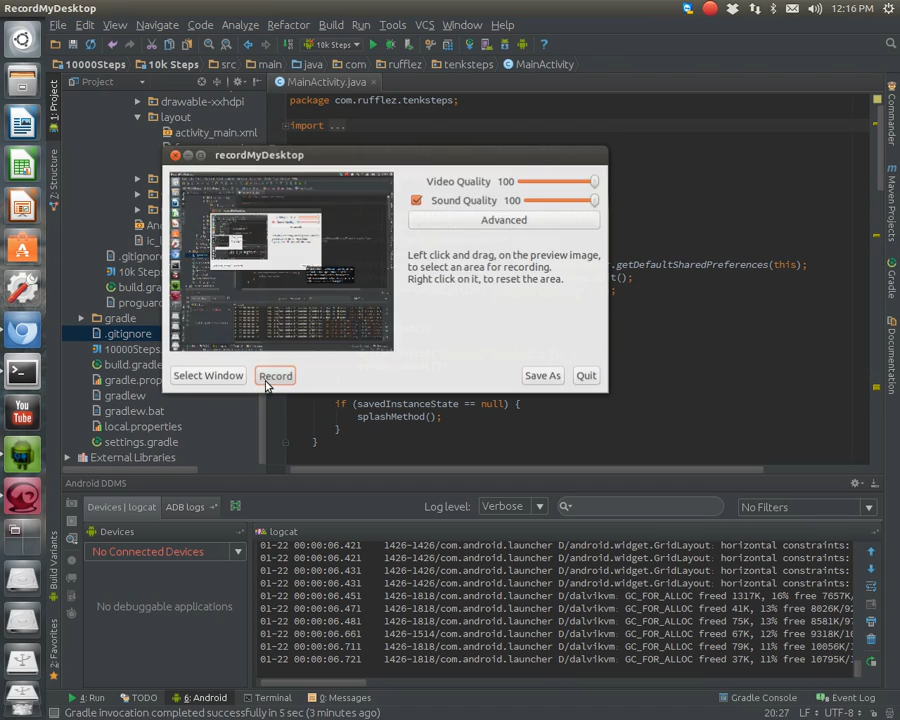 RecordMyDesktop 12:16 PM
File Edit View Navigate Code Analyze Refactor Build Run Tools VCS Window Help
10k Steps
10000Steps 10k Steps src main java com rufflez tenksteps MainActivity
Project MainActivity.java
1: Project
Z: Structure
Build Variants
2: Favorites
drawable-xxhdpi
layout
activity_main.xml
.gitignore
10k Steps
build.gra
proguard
gradle
.gitignore
10000Steps.
build.gradle
gradle.prop
gradlew
gradlew.bat
local.properties
settings.gradle
External Libraries
package com.rufflez.tenksteps;
import ...
.getDefaultSharedPreferences(this);
t();
;
if (savedInstanceState == null) {
splashMethod();
}
}
recordMyDesktop
Video Quality 100
Sound Quality 100
Advanced
Left click and drag, on the preview image,
to select an area for recording.
Right click on it, to reset the area.
Select Window Record Save As Quit
Commander
Maven Projects
Gradle
Documentation
Android DDMS
Devices | logcat ADB logs Log level: Verbose No Filters
Devices logcat
No Connected Devices
No debuggable applications
01-22 00:00:06.421 1426-1426/com.android.launcher D/android.widget.GridLayout: horizontal constraints:
01-22 00:00:06.431 1426-1426/com.android.launcher D/android.widget.GridLayout: horizontal constraints:
01-22 00:00:06.431 1426-1426/com.android.launcher D/android.widget.GridLayout: horizontal constraints:
01-22 00:00:06.431 1426-1426/com.android.launcher D/android.widget.GridLayout: horizontal constraints:
01-22 00:00:06.451 1426-1818/com.android.launcher D/dalvikvm: GC_FOR_ALLOC freed 1317K, 16% free 7657K/
01-22 00:00:06.471 1426-1818/com.android.launcher D/dalvikvm: GC_FOR_ALLOC freed 41K, 13% free 8026K/
01-22 00:00:06.621 1426-1818/com.android.launcher D/dalvikvm: GC_FOR_ALLOC freed 75K, 13% free 8581K/
01-22 00:00:06.661 1426-1514/com.android.launcher D/dalvikvm: GC_FOR_ALLOC freed 67K, 12% free 9318K/
01-22 00:00:06.711 1426-1818/com.android.launcher D/dalvikvm: GC_FOR_ALLOC freed 79K, 11% free 10056K/
01-22 00:00:06.721 1426-1818/com.android.launcher D/dalvikvm: GC_FOR_ALLOC freed 37K, 11% free 10795K/
4: Run TODO 6: Android Terminal 0: Messages Gradle Console Event Log
Gradle invocation completed successfully in 5 sec (3 minutes ago) 20:27 LF UTF-8
You
Tube